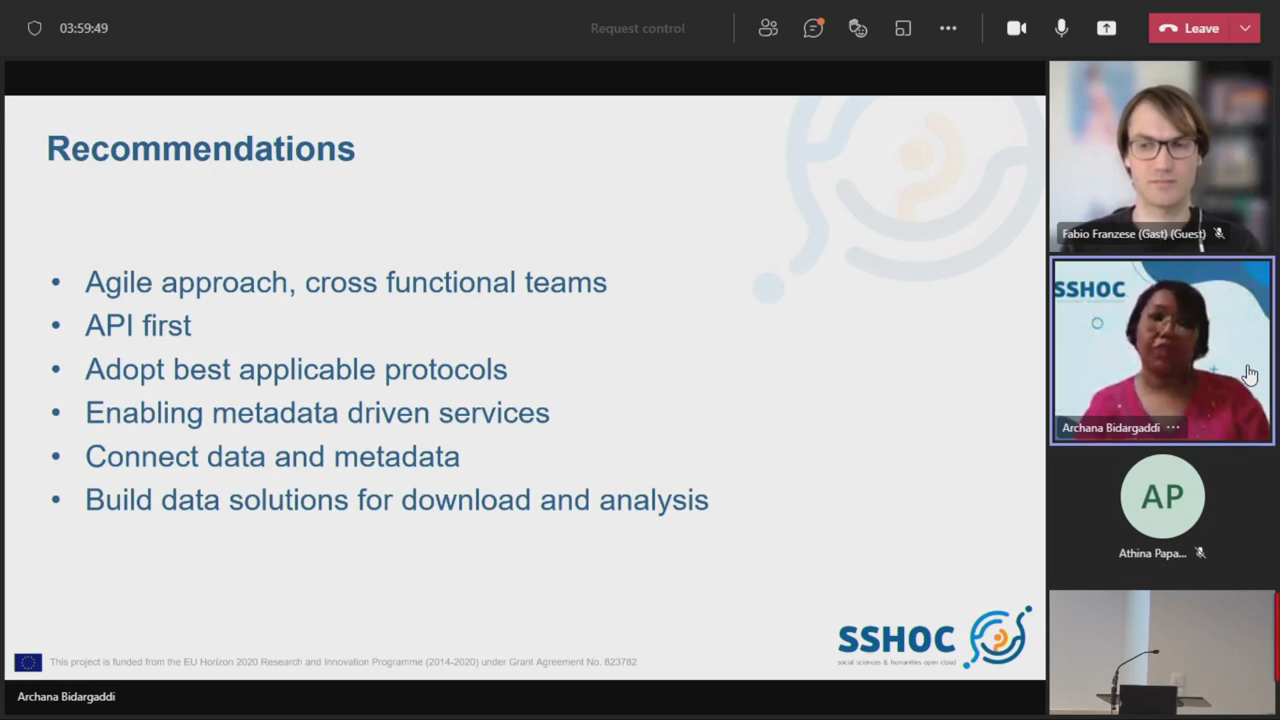 03:59:49
Request control
Leave
Recommendations
• Agile approach, cross functional teams
• API first
• Adopt best applicable protocols
• Enabling metadata driven services
• Connect data and metadata
• Build data solutions for download and analysis
SSHOC
social sciences & humanities open cloud
This project is funded from the EU Horizon 2020 Research and Innovation Programme (2014-2020) under Grant Agreement No. 823782
Archana Bidargaddi
Fabio Franzese (Gast) (Guest)
SSHOC
Archana Bidargaddi
AP
Athina Papa...